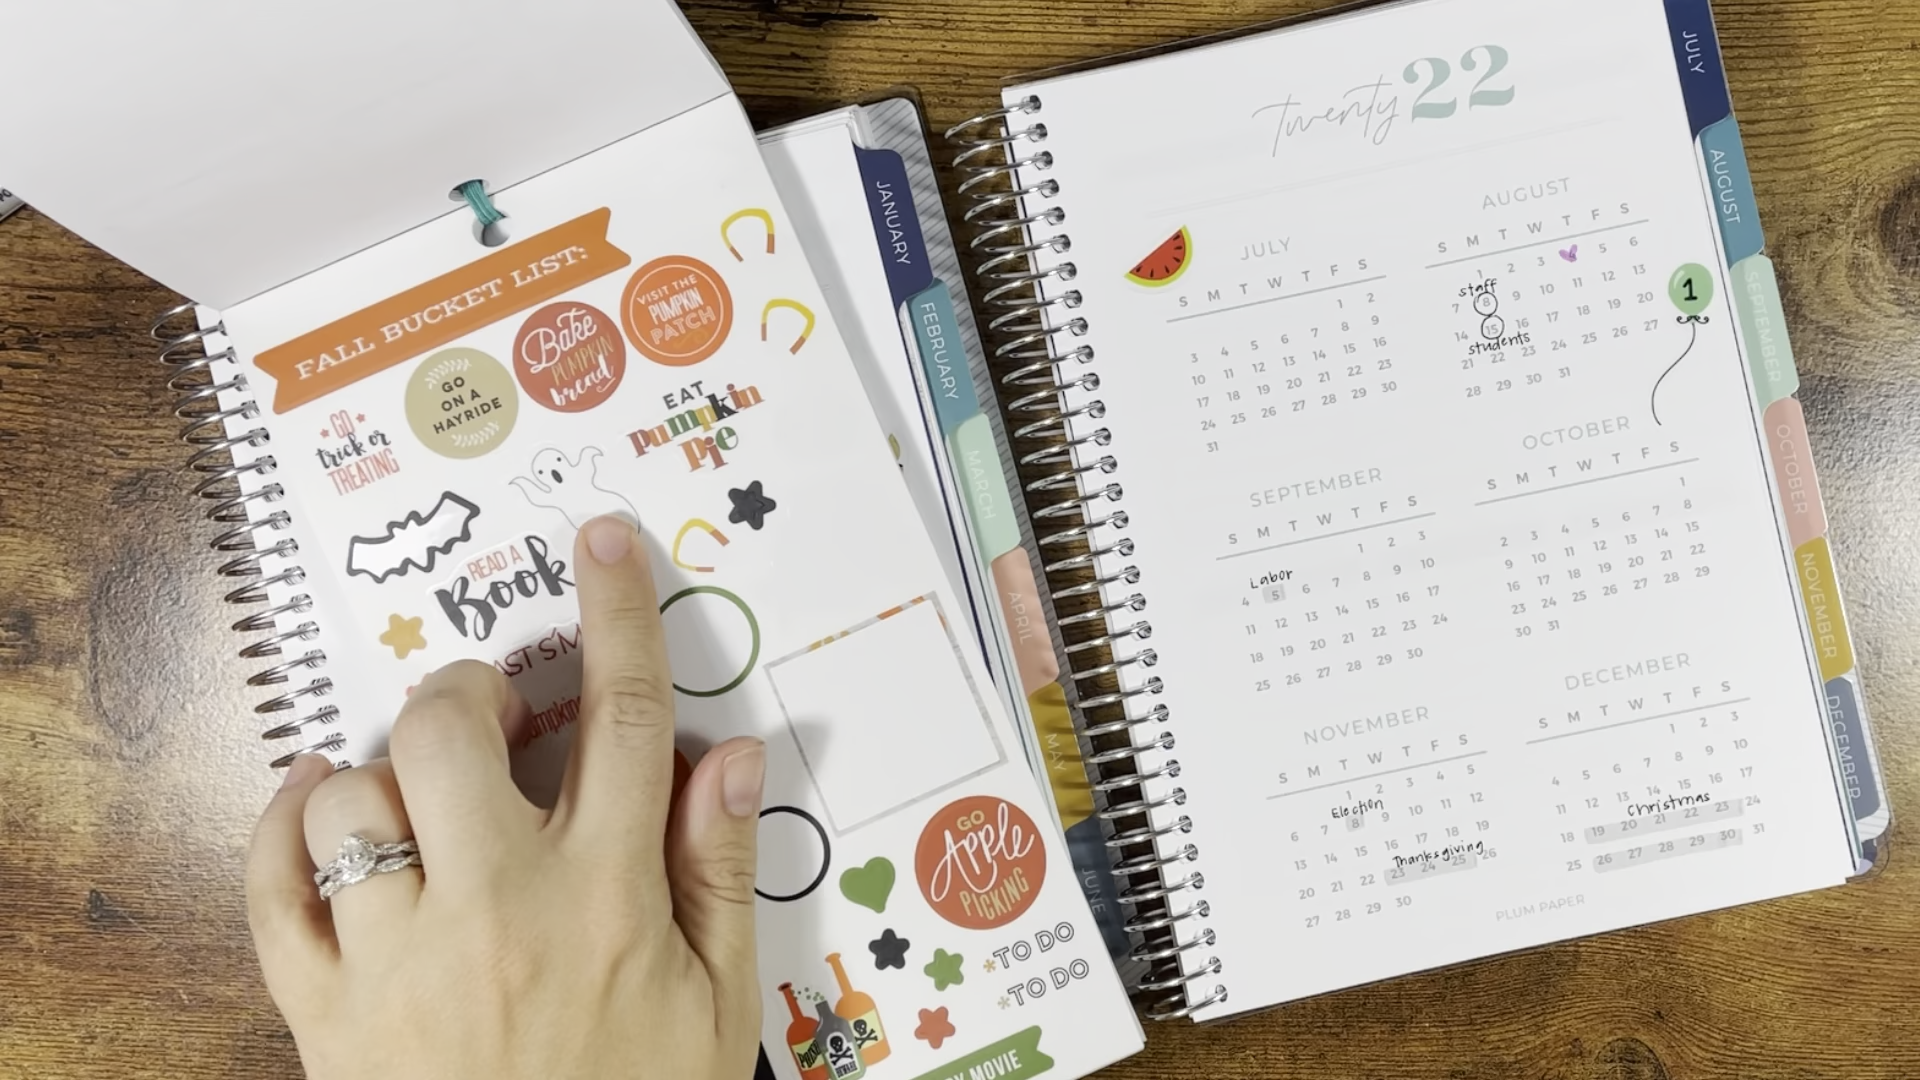 FALL BUCKET LIST:
VISIT THE
PUMPKIN
PATCH
Bake
PUMPKIN
bread
GO
ON A
HAYRIDE
GO
trick or
TREATING
EAT
Pumpkin
Pie
READ A
Book
GO
Apple
PICKING
*TO DO
*TO DO
MOVIE
JANUARY
FEBRUARY
MARCH
APRIL
MAY
JUNE
twenty 22
JULY
S M T W T F S
1 2
3 4 5 6 7 8 9
10 11 12 13 14 15 16
17 18 19 20 21 22 23
24 25 26 27 28 29 30
31
AUGUST
S M T W T F S
1 2 3 4 5 6
staff
7 8 9 10 11 12 13
14 15 16 17 18 19 20
students
21 22 23 24 25 26 27
28 29 30 31
1
SEPTEMBER
S M T W T F S
1 2 3
Labor
4 5 6 7 8 9 10
11 12 13 14 15 16 17
18 19 20 21 22 23 24
25 26 27 28 29 30
OCTOBER
S M T W T F S
1
2 3 4 5 6 7 8
9 10 11 12 13 14 15
16 17 18 19 20 21 22
23 24 25 26 27 28 29
30 31
NOVEMBER
S M T W T F S
1 2 3 4 5
Election
6 7 8 9 10 11 12
13 14 15 16 17 18 19
Thanksgiving
20 21 22 23 24 25 26
27 28 29 30
DECEMBER
S M T W T F S
1 2 3
4 5 6 7 8 9 10
11 12 13 14 15 16 17
Christmas
18 19 20 21 22 23 24
25 26 27 28 29 30 31
PLUM PAPER
JULY
AUGUST
SEPTEMBER
OCTOBER
NOVEMBER
DECEMBER